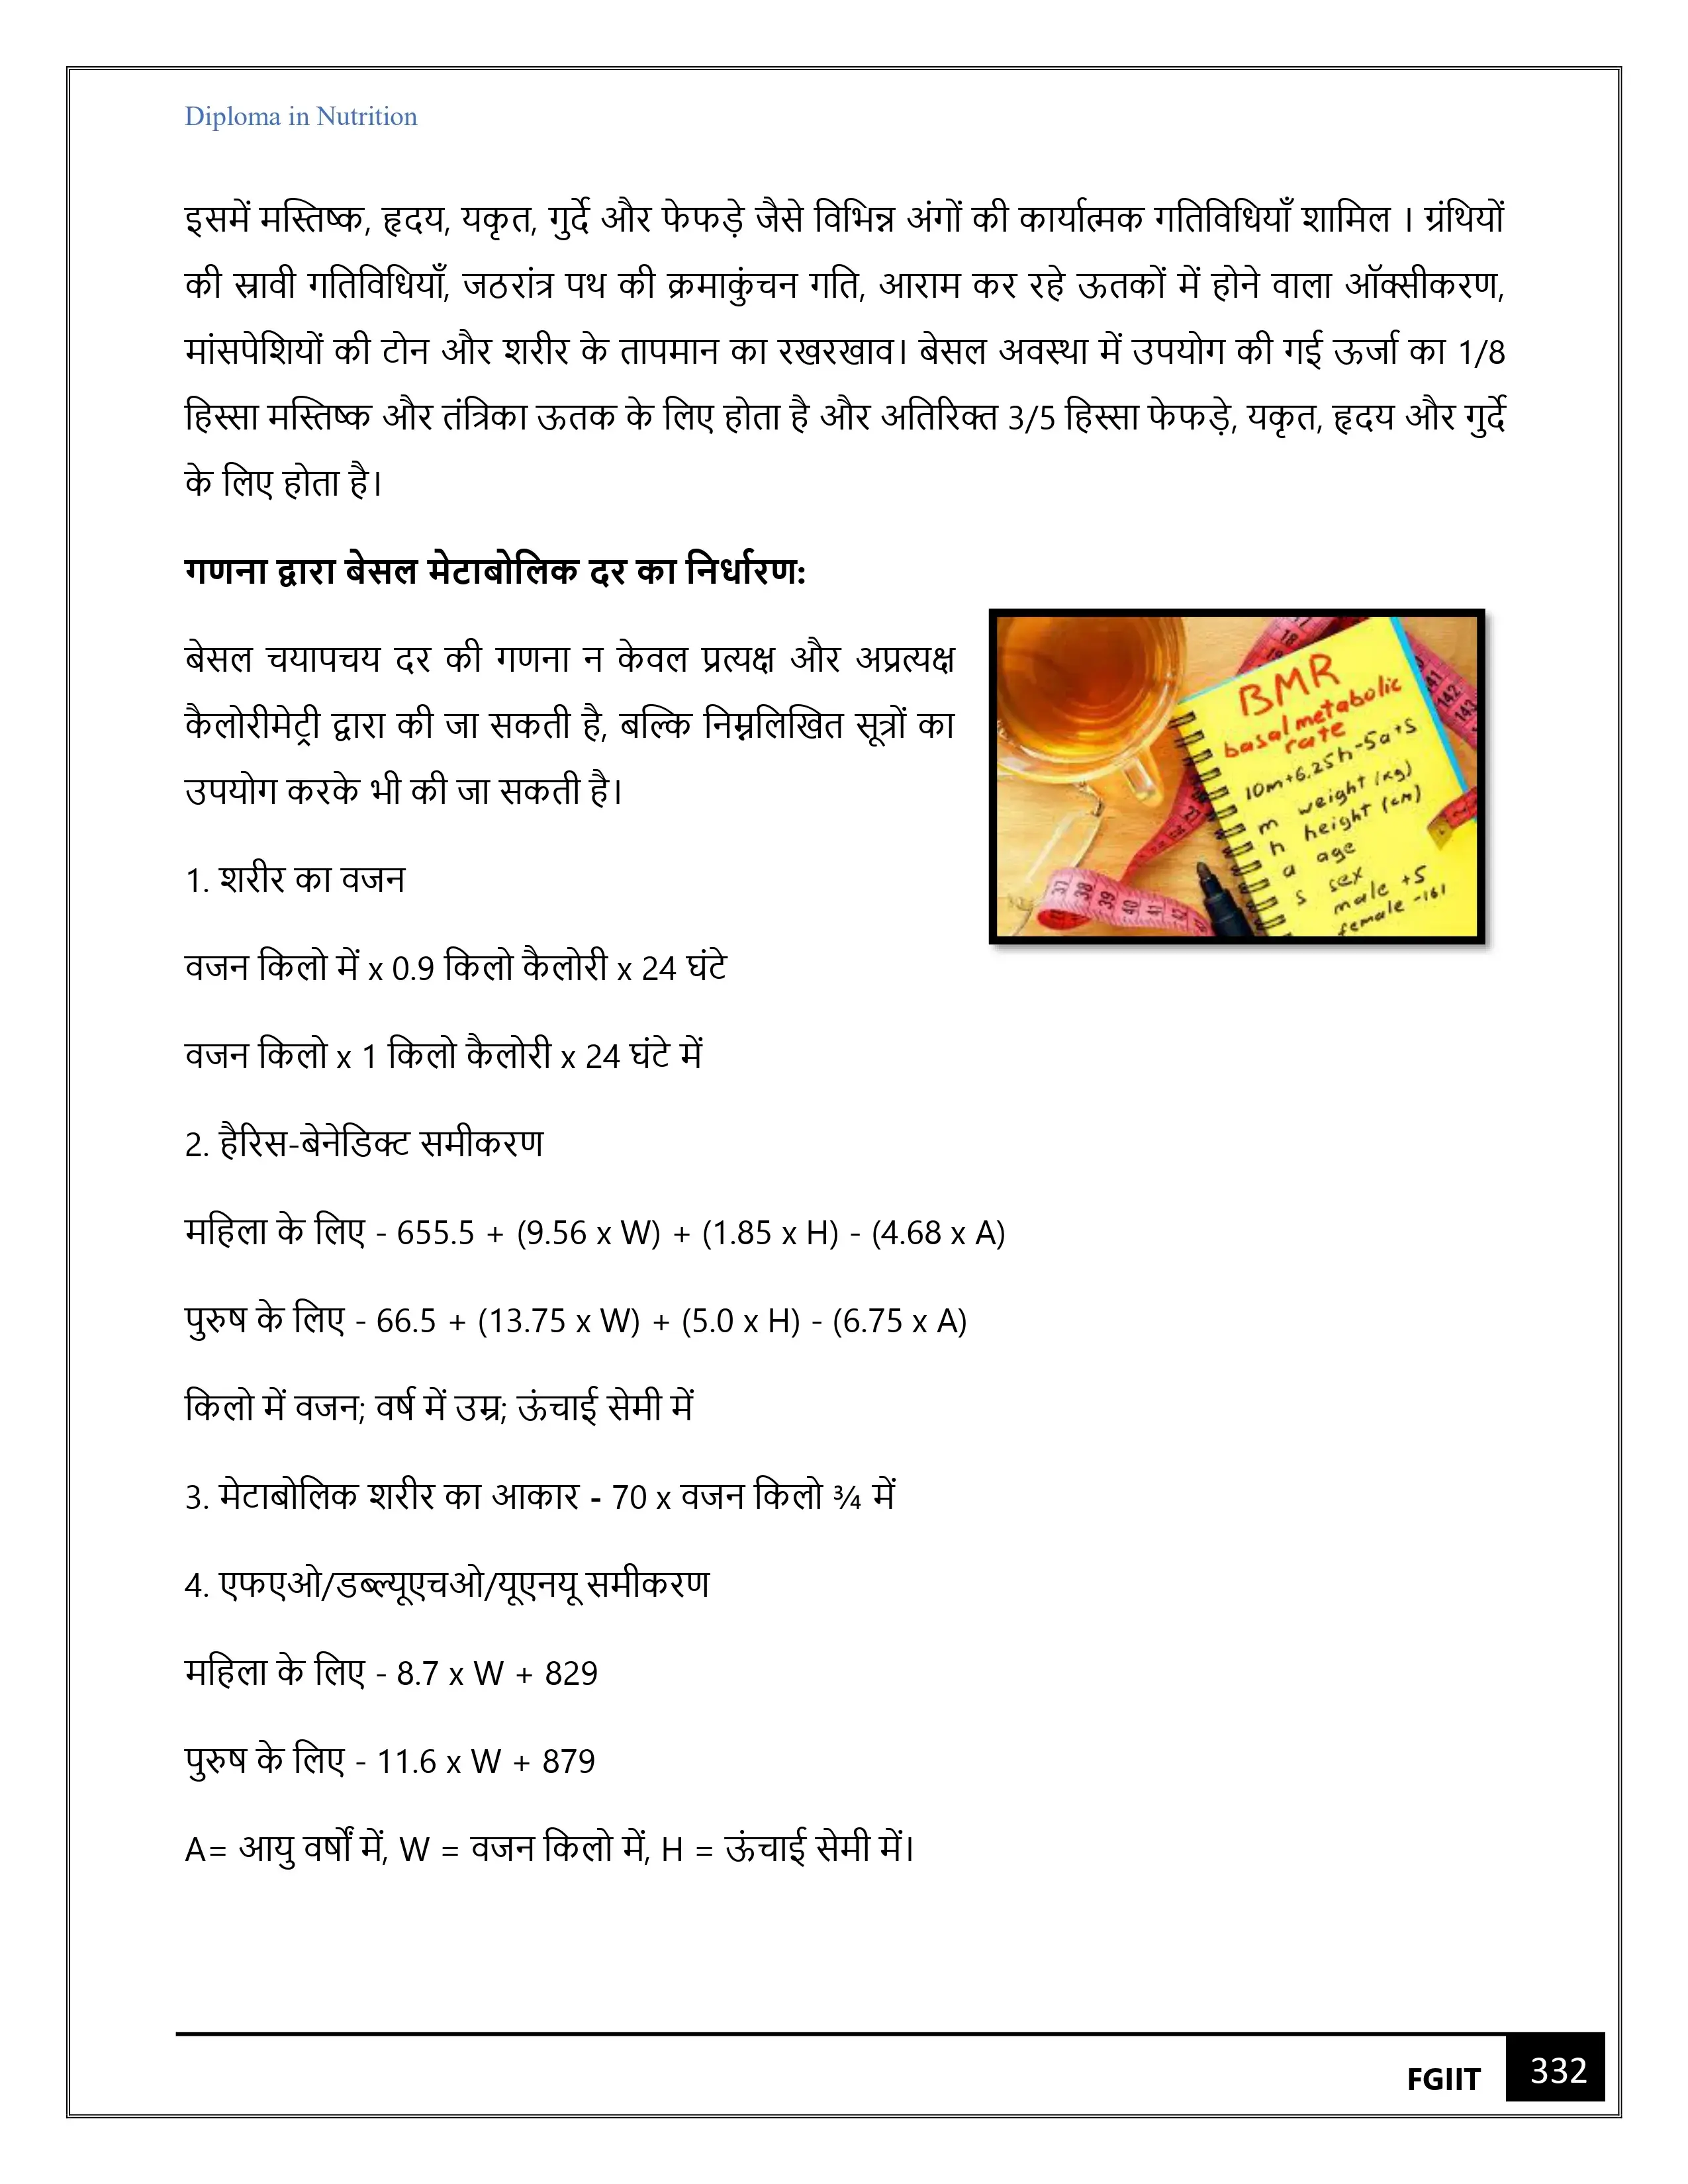 Diploma in Nutrition
इसमें मस्तिष्क, हृदय, यकृत, गुर्दे और फेफड़े जैसे विभिन्न अंगों की कार्यात्मक गतिविधियाँ शामिल । ग्रंथियों
की स्रावी गतिविधियाँ, जठरांत्र पथ की क्रमाकुंचन गति, आराम कर रहे ऊतकों में होने वाला ऑक्सीकरण,
मांसपेशियों की टोन और शरीर के तापमान का रखरखाव। बेसल अवस्था में उपयोग की गई ऊर्जा का 1/8
हिस्सा मस्तिष्क और तंत्रिका ऊतक के लिए होता है और अतिरिक्त 3/5 हिस्सा फेफड़े, यकृत, हृदय और गुर्दे
के लिए होता है।
गणना द्वारा बेसल मेटाबोलिक दर का निर्धारण:
बेसल चयापचय दर की गणना न केवल प्रत्यक्ष और अप्रत्यक्ष
कैलोरीमेट्री द्वारा की जा सकती है, बल्कि निम्नलिखित सूत्रों का
उपयोग करके भी की जा सकती है।
BMR
basal metabolic
rate
10m+6.25h-5a+s
m weight (kg)
h height (cm)
a age
s sex
male +5
female -161
1. शरीर का वजन
वजन किलो में x 0.9 किलो कैलोरी x 24 घंटे
वजन किलो x 1 किलो कैलोरी x 24 घंटे में
2. हैरिस-बेनेडिक्ट समीकरण
महिला के लिए - 655.5 + (9.56 x W) + (1.85 x H) - (4.68 x A)
पुरुष के लिए - 66.5 + (13.75 x W) + (5.0 x H) - (6.75 x A)
किलो में वजन; वर्ष में उम्र; ऊंचाई सेमी में
3. मेटाबोलिक शरीर का आकार - 70 x वजन किलो ¾ में
4. एफएओ/डब्ल्यूएचओ/यूएनयू समीकरण
महिला के लिए - 8.7 x W + 829
पुरुष के लिए - 11.6 x W + 879
A= आयु वर्षों में, W = वजन किलो में, H = ऊंचाई सेमी में।
FGIIT 332